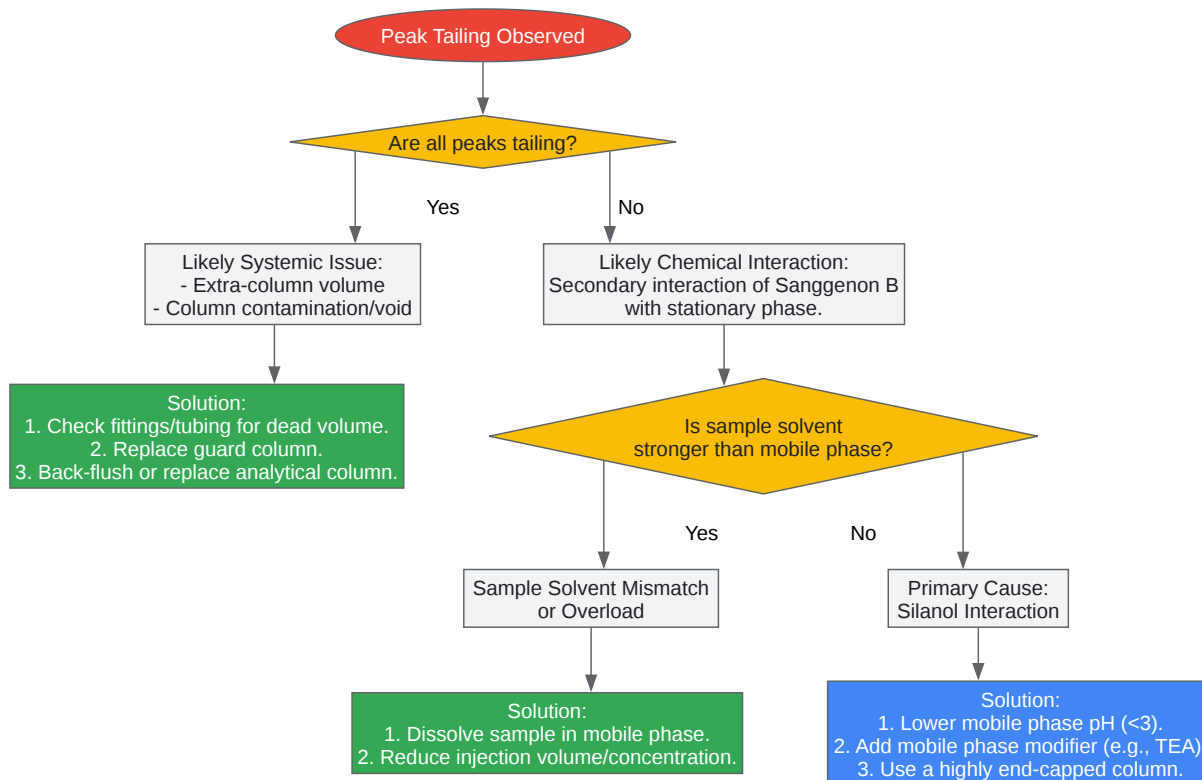 Peak Tailing Observed
Are all peaks tailing?
Yes
No
Likely Systemic Issue:
- Extra-column volume
- Column contamination/void
Likely Chemical Interaction:
Secondary interaction of Sanggenon B
with stationary phase.
Solution:
1. Check fittings/tubing for dead volume.
2. Replace guard column.
3. Back-flush or replace analytical column.
Is sample solvent
stronger than mobile phase?
Yes
No
Sample Solvent Mismatch
or Overload
Primary Cause:
Silanol Interaction
Solution:
1. Dissolve sample in mobile phase.
2. Reduce injection volume/concentration.
Solution:
1. Lower mobile phase pH (<3).
2. Add mobile phase modifier (e.g., TEA)
3. Use a highly end-capped column.